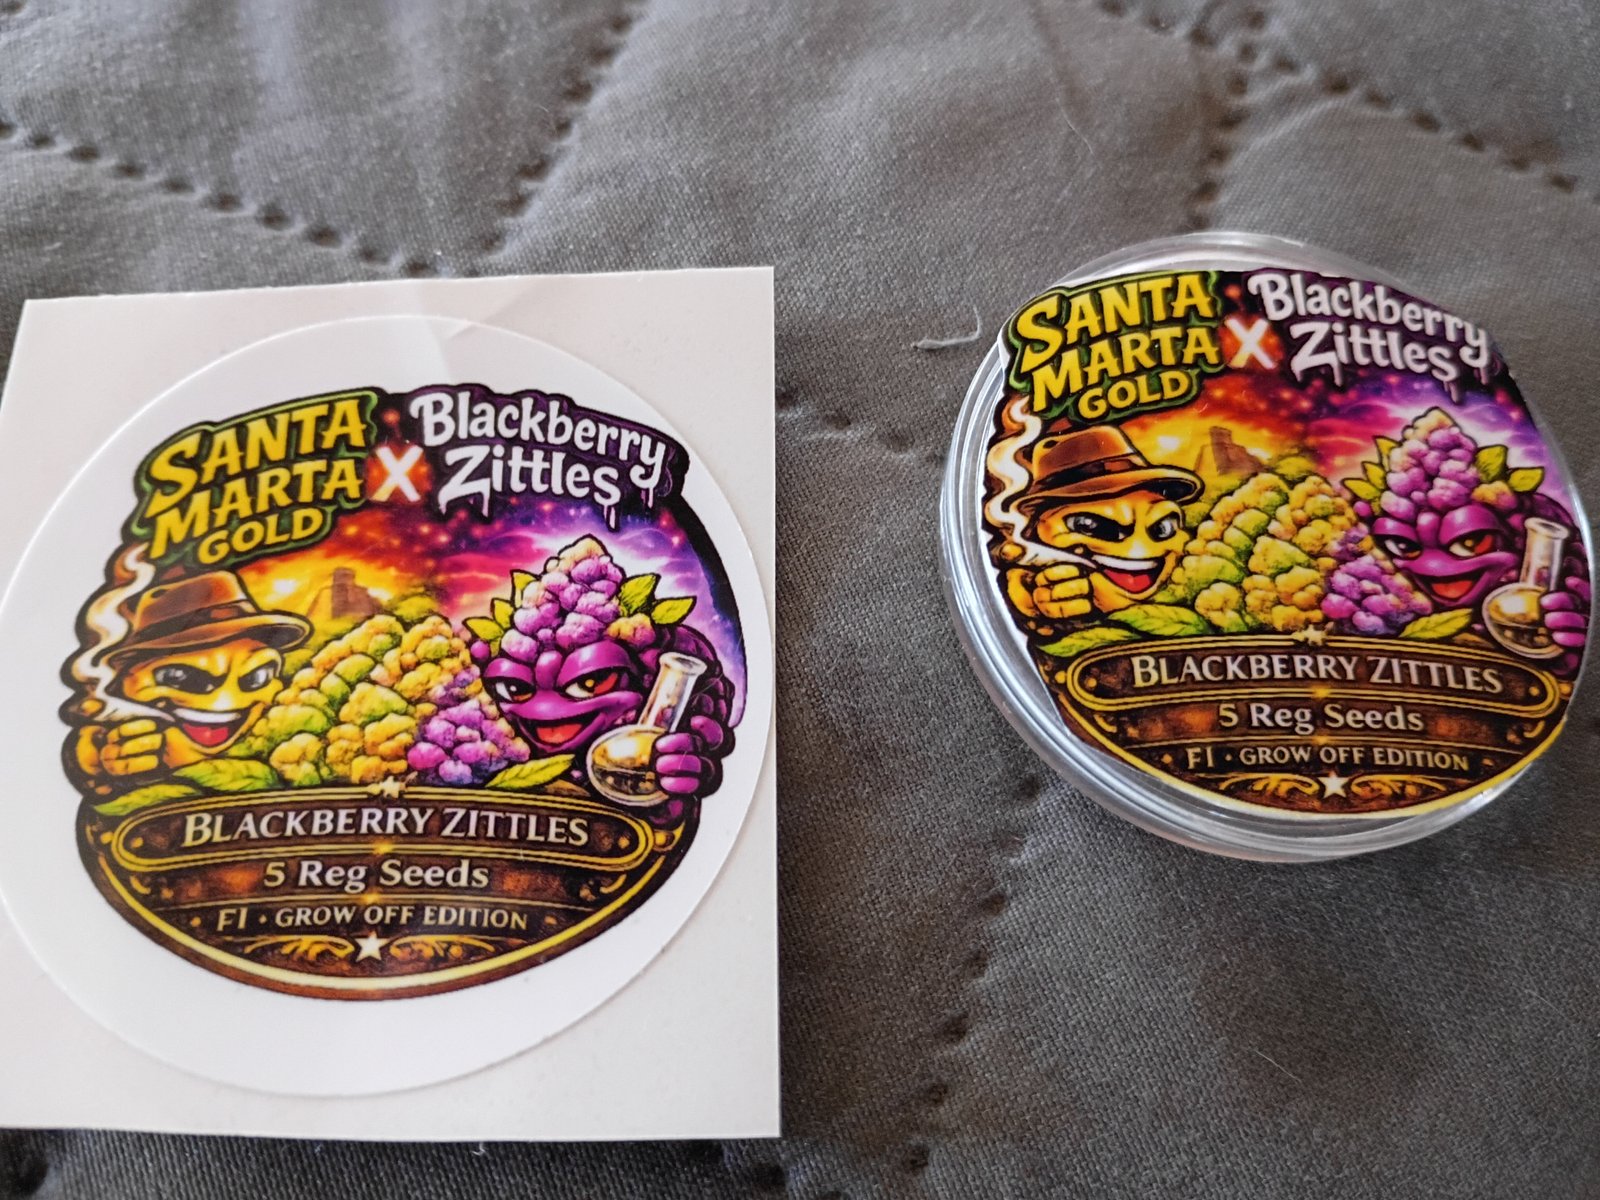 SANTA
MARTA
GOLD
X
Blackberry
Zittles
BLACKBERRY ZITTLES
5 Reg Seeds
F1 · GROW OFF EDITION
SANTA
MARTA
GOLD
X
Blackberry
Zittles
BLACKBERRY ZITTLES
5 Reg Seeds
F1 · GROW OFF EDITION